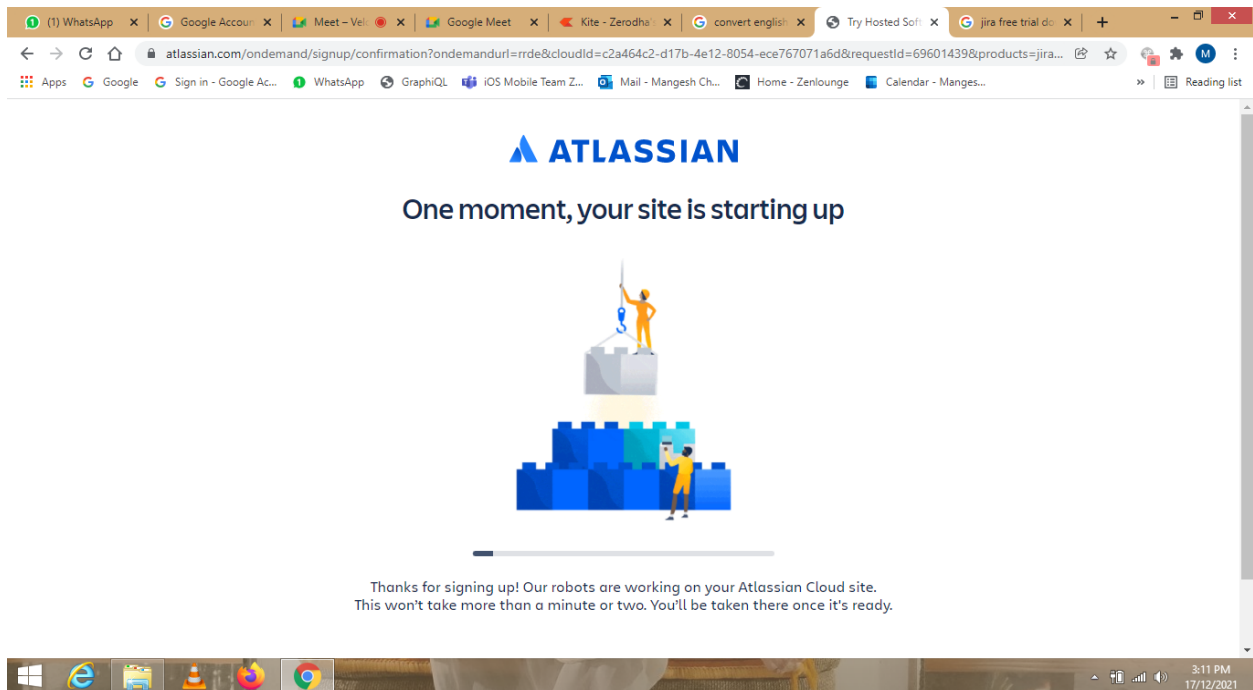 (1) WhatsApp
Google Accoun
Meet – Velo
Google Meet
Kite - Zerodha's
convert english
Try Hosted Soft
jira free trial do
atlassian.com/ondemand/signup/confirmation?ondemandurl=rrde&cloudId=c2a464c2-d17b-4e12-8054-ece767071a6d&requestId=69601439&products=jira...
M
Apps
Google
Sign in - Google Ac...
WhatsApp
GraphiQL
iOS Mobile Team Z...
Mail - Mangesh Ch...
Home - Zenlounge
Calendar - Manges...
»
Reading list
ATLASSIAN
One moment, your site is starting up
Thanks for signing up! Our robots are working on your Atlassian Cloud site.
This won't take more than a minute or two. You'll be taken there once it's ready.
3:11 PM
17/12/2021